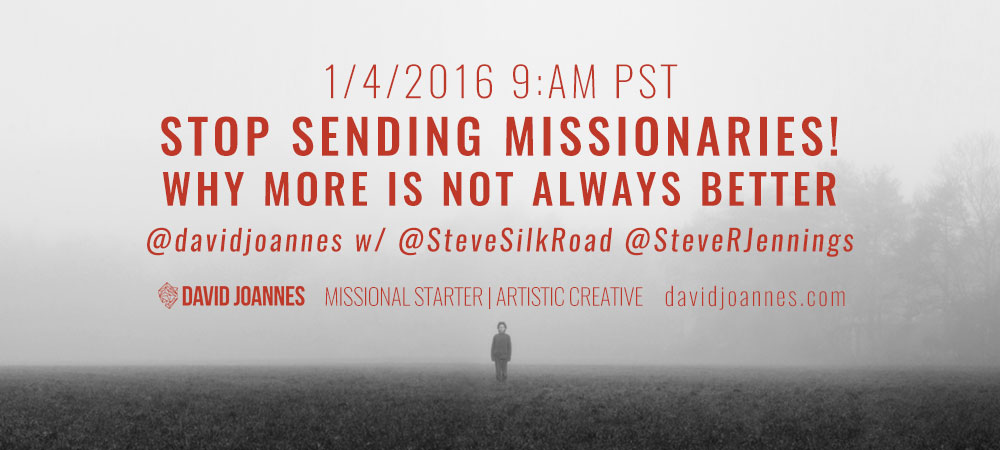 1/4/2016 9:AM PST
STOP SENDING MISSIONARIES!
WHY MORE IS NOT ALWAYS BETTER
@davidjoannes w/ @SteveSilkRoad @SteveRJennings
DAVID JOANNES MISSIONAL STARTER | ARTISTIC CREATIVE davidjoannes.com